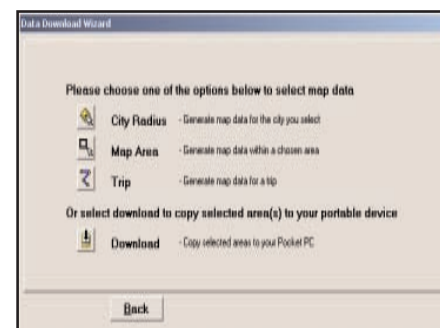 Data Download Wizard
Please choose one of the options below to select map data
City Radius - Generate map data for the city you select
Map Area - Generate map data within a chosen area
Trip - Generate map data for a trip
Or select download to copy selected area(s) to your portable device
Download - Copy selected areas to your Pocket PC
Back